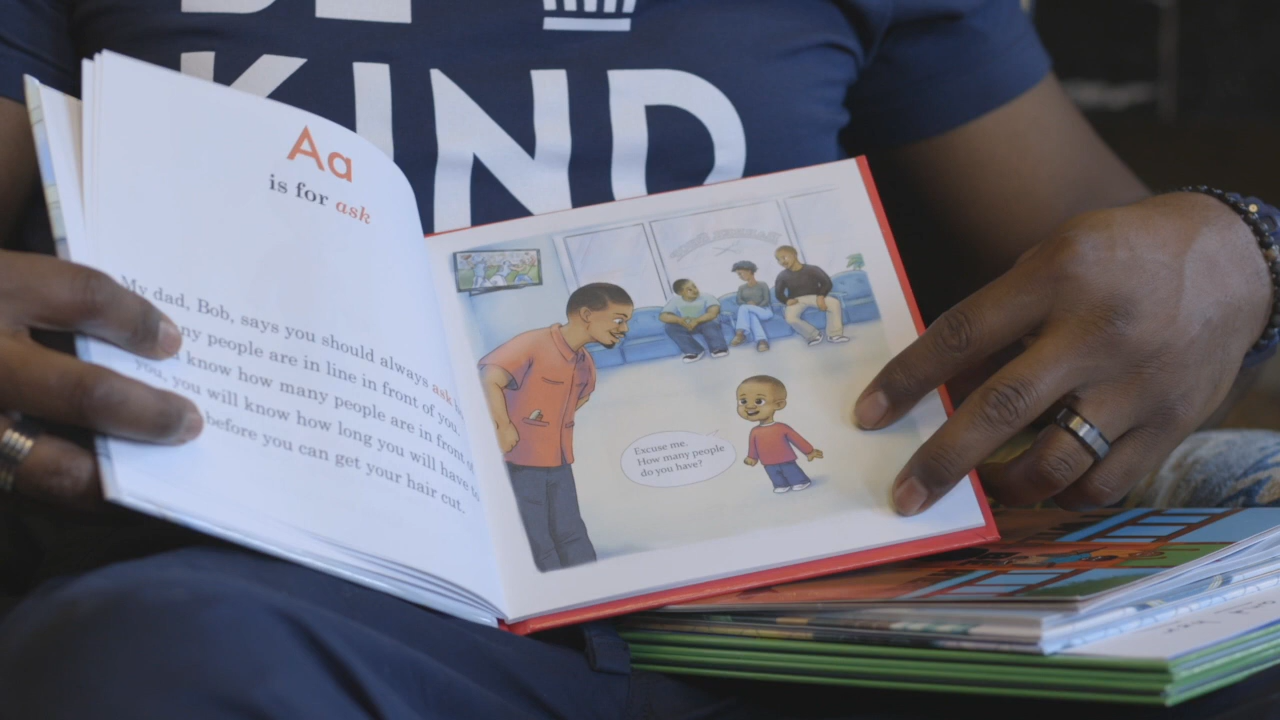 BE
KIND
Aa
is for ask
My dad, Bob, says you should always ask
ny people are in line in front of you.
know how many people are in front of
you, you will know how long you will have to
before you can get your hair cut.
Excuse me.
How many people
do you have?